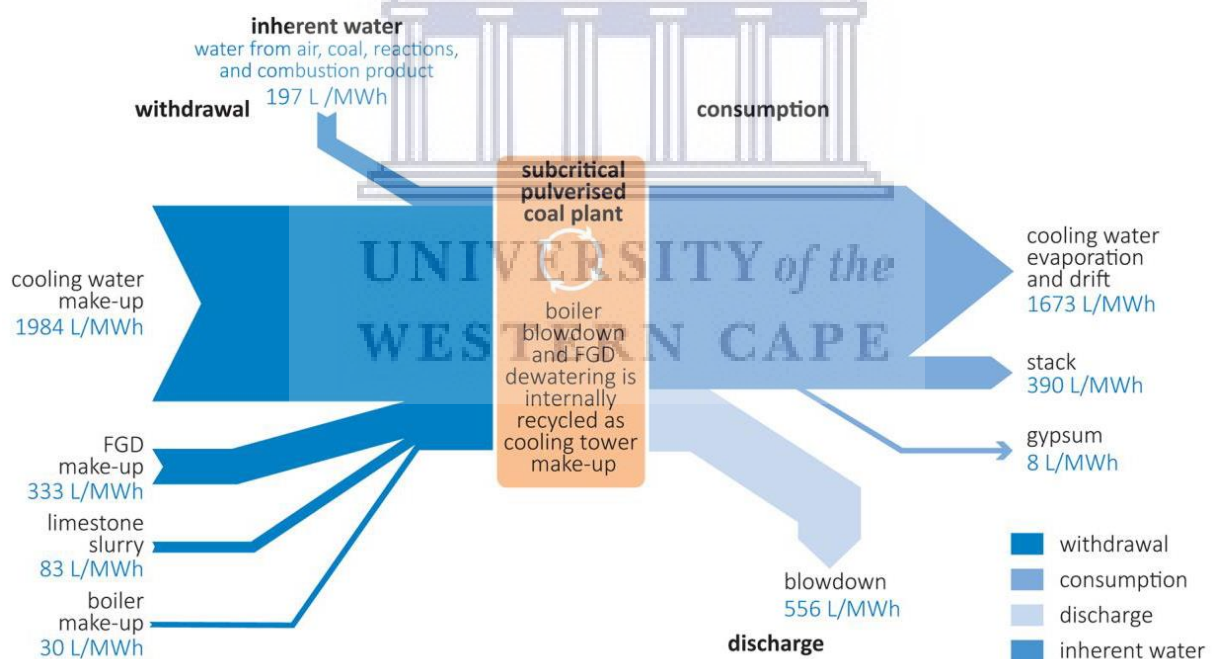 inherent water
water from air, coal, reactions,
and combustion product
197 L /MWh
withdrawal
consumption
subcritical
pulverised
coal plant
boiler
blowdown
and FGD
dewatering is
internally
recycled as
cooling tower
make-up
UNIVERSITY of the
WESTERN CAPE
cooling water
make-up
1984 L/MWh
FGD
make-up
333 L/MWh
limestone
slurry
83 L/MWh
boiler
make-up
30 L/MWh
cooling water
evaporation
and drift
1673 L/MWh
stack
390 L/MWh
gypsum
8 L/MWh
blowdown
556 L/MWh
discharge
withdrawal
consumption
discharge
inherent water